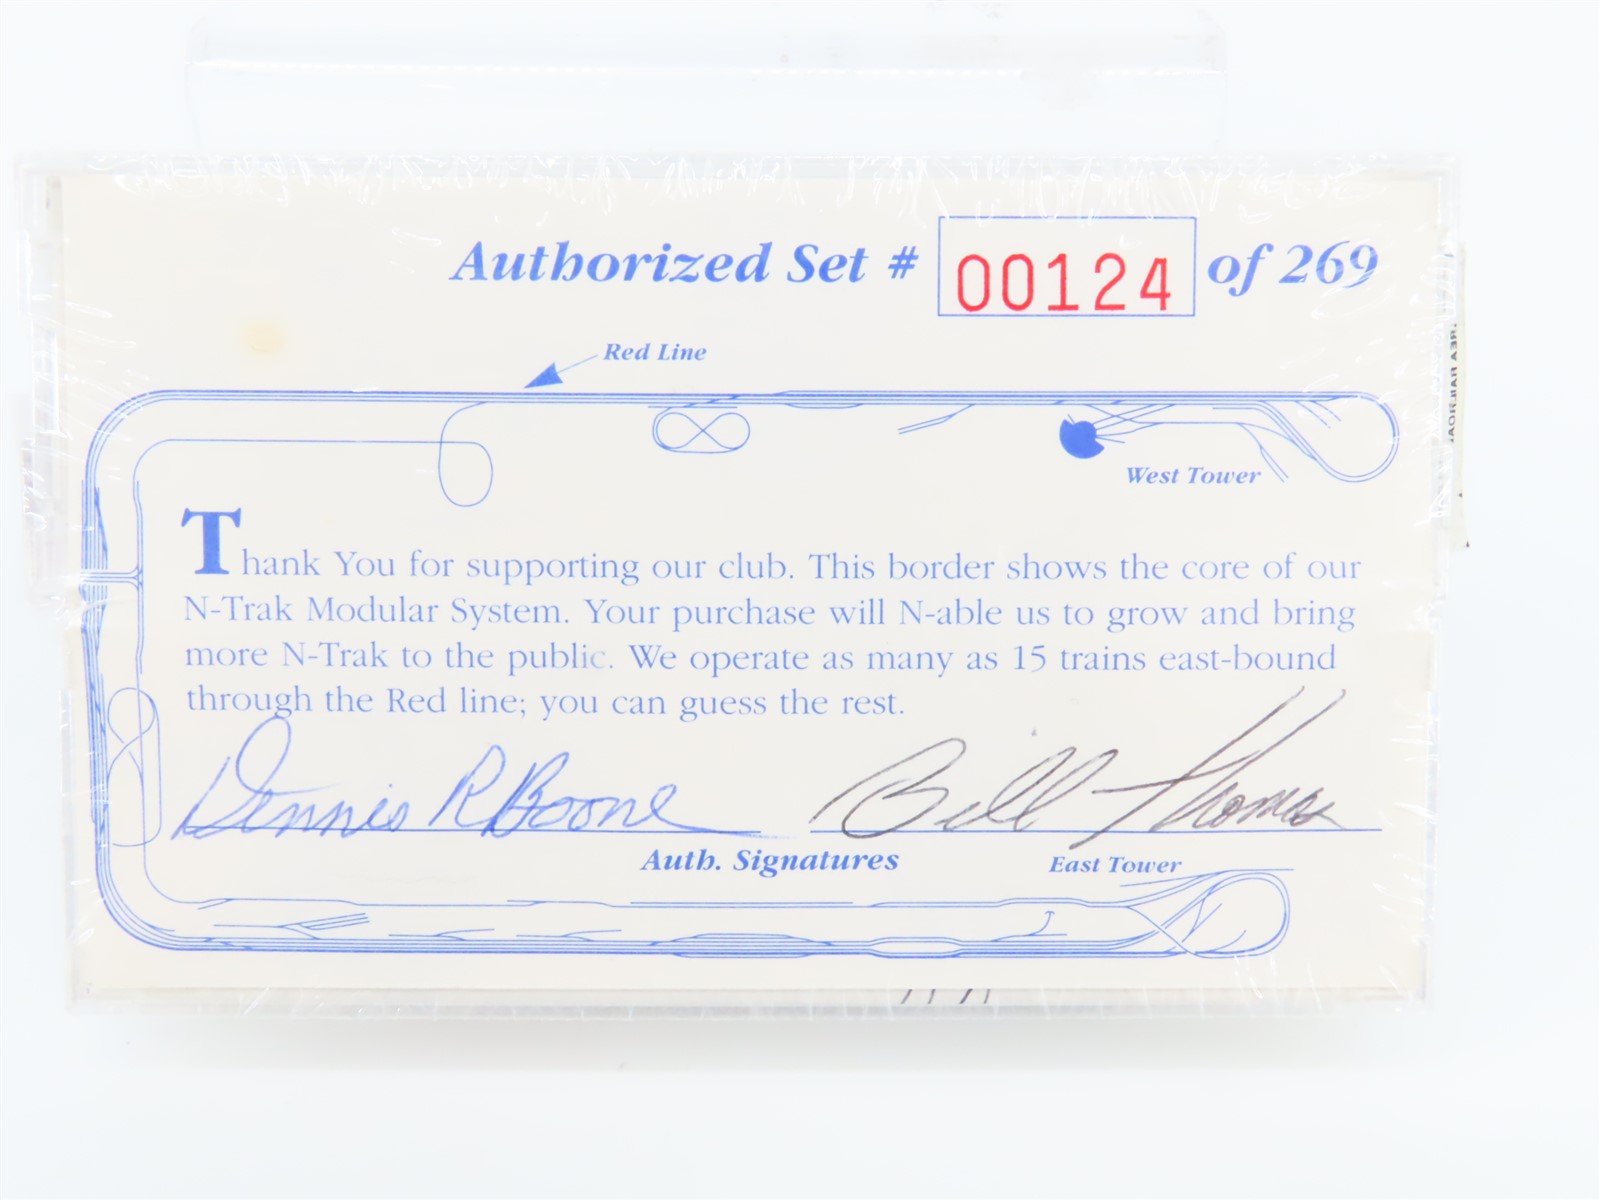 Authorized Set # 00124 of 269
Red Line
West Tower
Thank You for supporting our club. This border shows the core of our
N-Trak Modular System. Your purchase will N-able us to grow and bring
more N-Trak to the public. We operate as many as 15 trains east-bound
through the Red line; you can guess the rest.
Dennis R Boone Bill Thomas
Auth. Signatures
East Tower